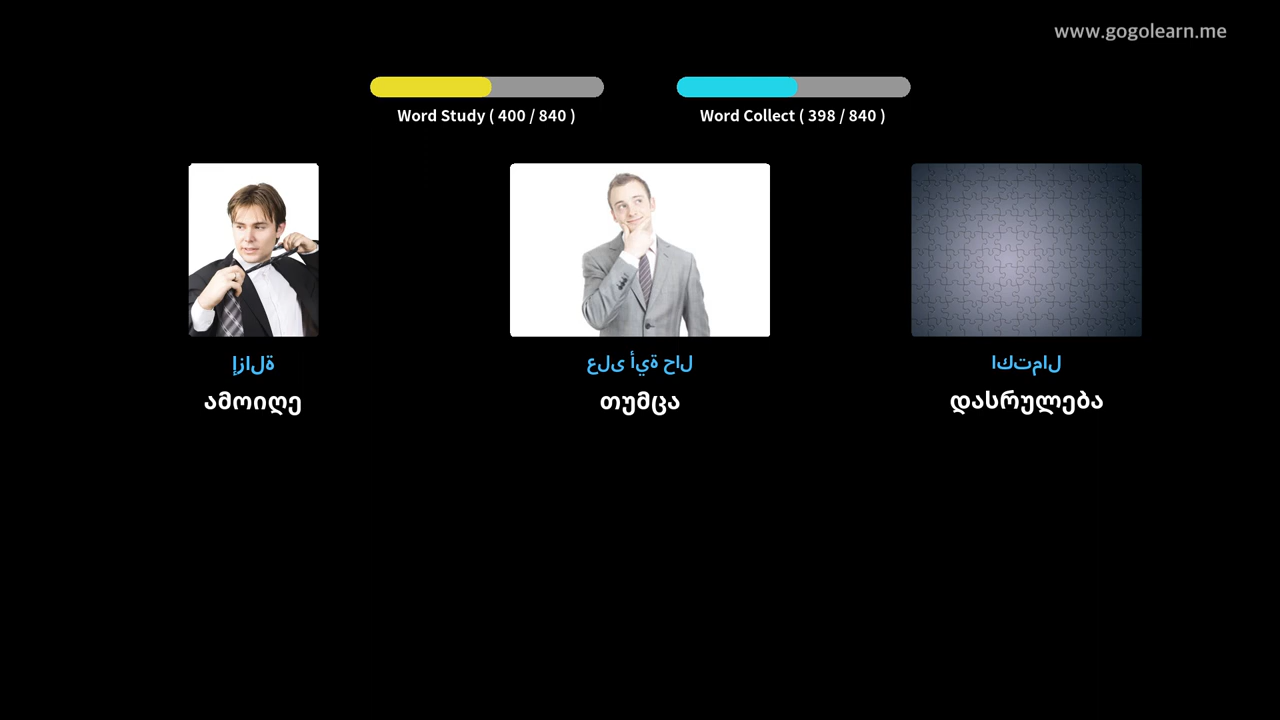 www.gogolearn.me
Word Study ( 400 / 840 )
Word Collect ( 398 / 840 )
إزالة
على أية حال
اكتمال
ამოიღე
თუმცა
დასრულება